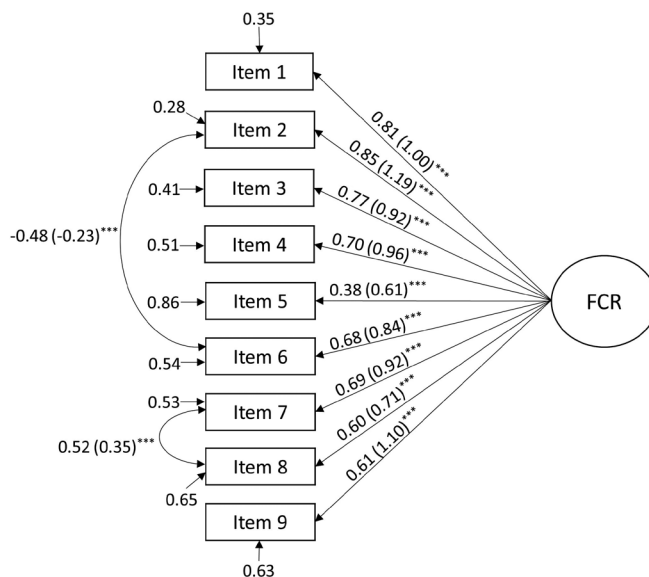 0.35
Item 1
0.81 (1.00)***
0.28
Item 2
0.85 (1.19)***
0.41
Item 3
0.77 (0.92)***
-0.48 (-0.23)***
0.51
Item 4
0.70 (0.96)***
0.86
Item 5
0.38 (0.61)***
FCR
0.54
Item 6
0.68 (0.84)***
0.53
Item 7
0.69 (0.92)***
0.52 (0.35)***
0.65
Item 8
0.60 (0.71)***
Item 9
0.61 (1.10)***
0.63